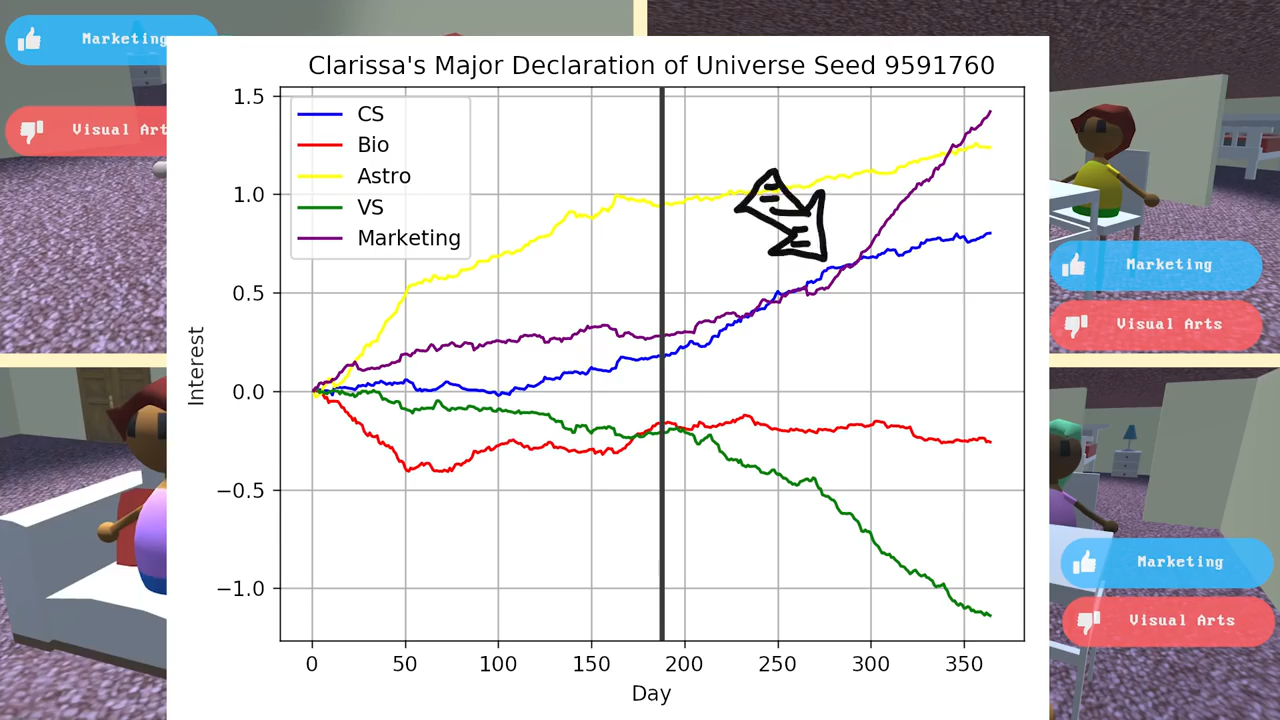 Marketing
Visual Art
Clarissa's Major Declaration of Universe Seed 9591760
CS
Bio
Astro
VS
Marketing
1.5
1.0
0.5
0.0
−0.5
−1.0
Interest
0
50
100
150
200
250
300
350
Day
Marketing
Visual Arts
Marketing
Visual Arts